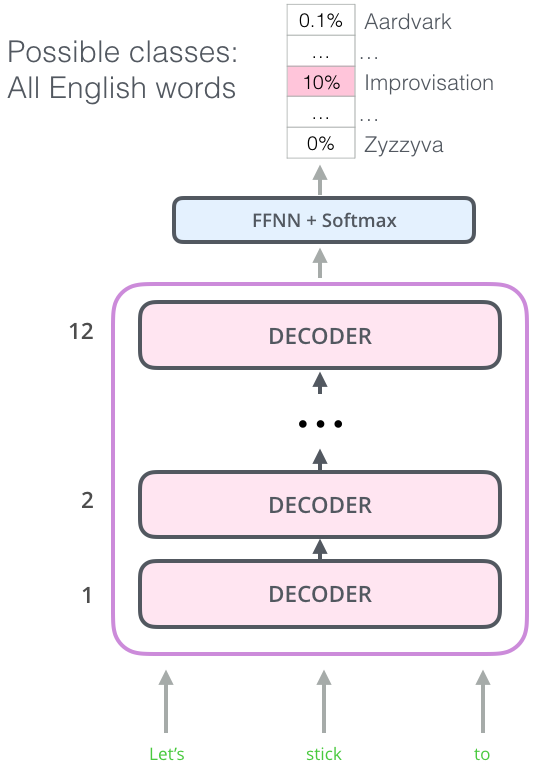 Possible classes:
All English words
0.1% Aardvark
... ...
10% Improvisation
... ...
0% Zyzzyva
FFNN + Softmax
12 DECODER
...
2 DECODER
1 DECODER
Let's stick to